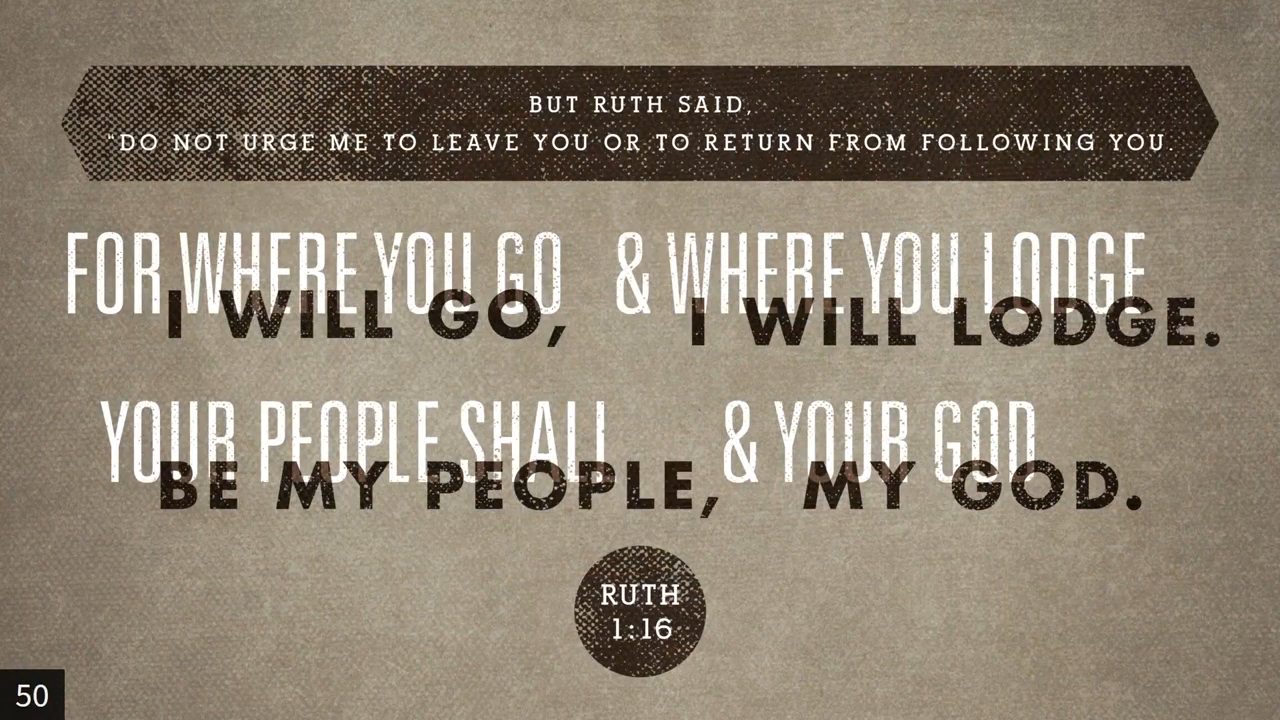 BUT RUTH SAID,
"DO NOT URGE ME TO LEAVE YOU OR TO RETURN FROM FOLLOWING YOU.
FOR WHERE YOU GO
I WILL GO,
& WHERE YOU LODGE
I WILL LODGE.
YOUR PEOPLE SHALL
BE MY PEOPLE,
& YOUR GOD
MY GOD.
RUTH
1:16
50